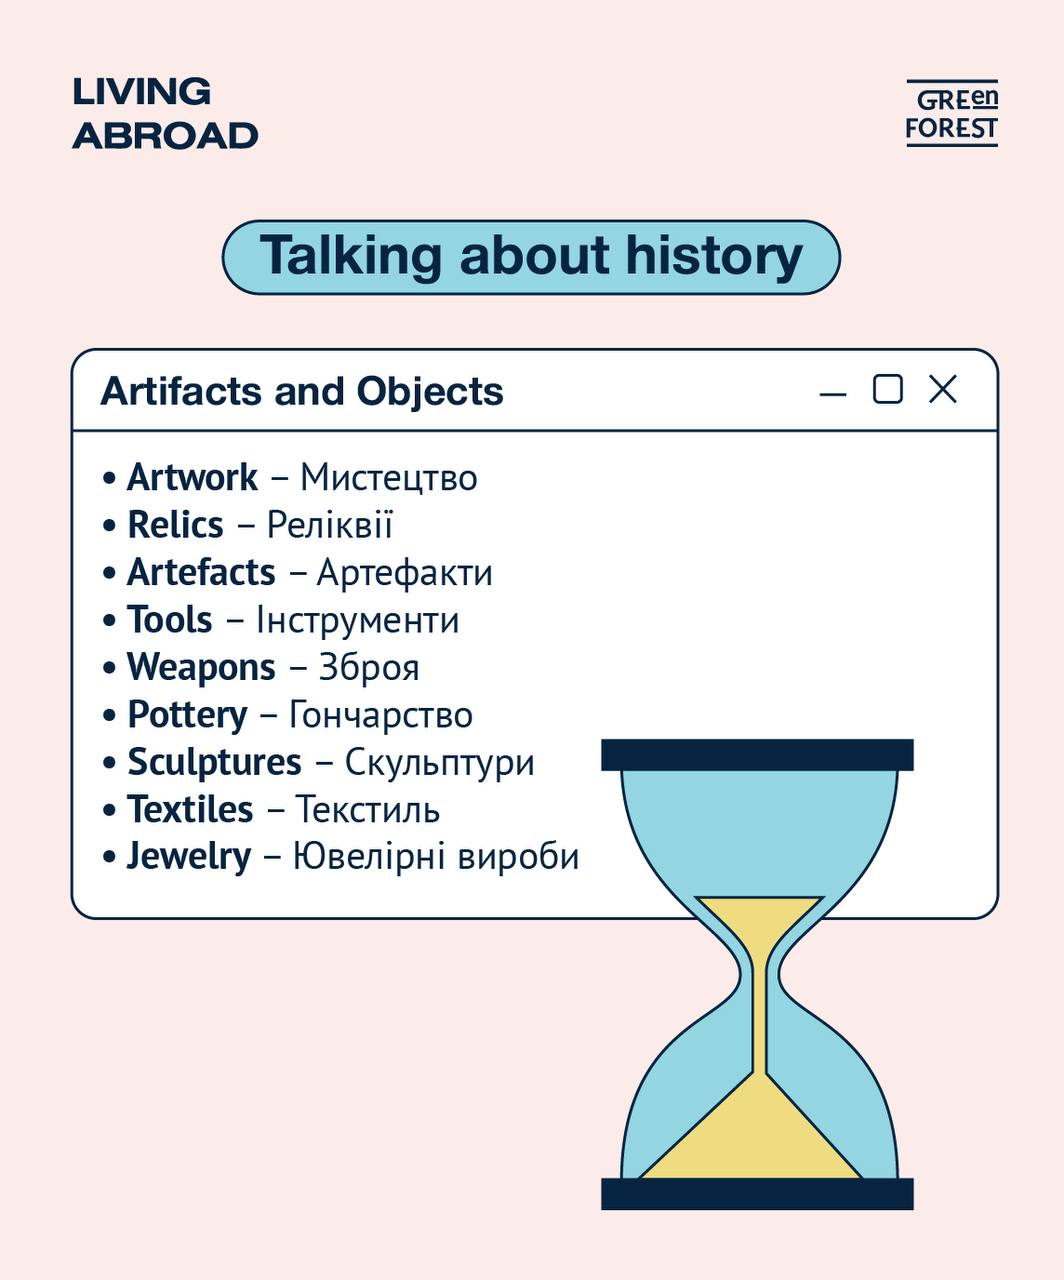 LIVING
ABROAD
GREen
FOREST
Talking about history
Artifacts and Objects
• Artwork – Мистецтво
• Relics – Реліквії
• Artefacts – Артефакти
• Tools – Інструменти
• Weapons – Зброя
• Pottery – Гончарство
• Sculptures – Скульптури
• Textiles – Текстиль
• Jewelry – Ювелірні вироби